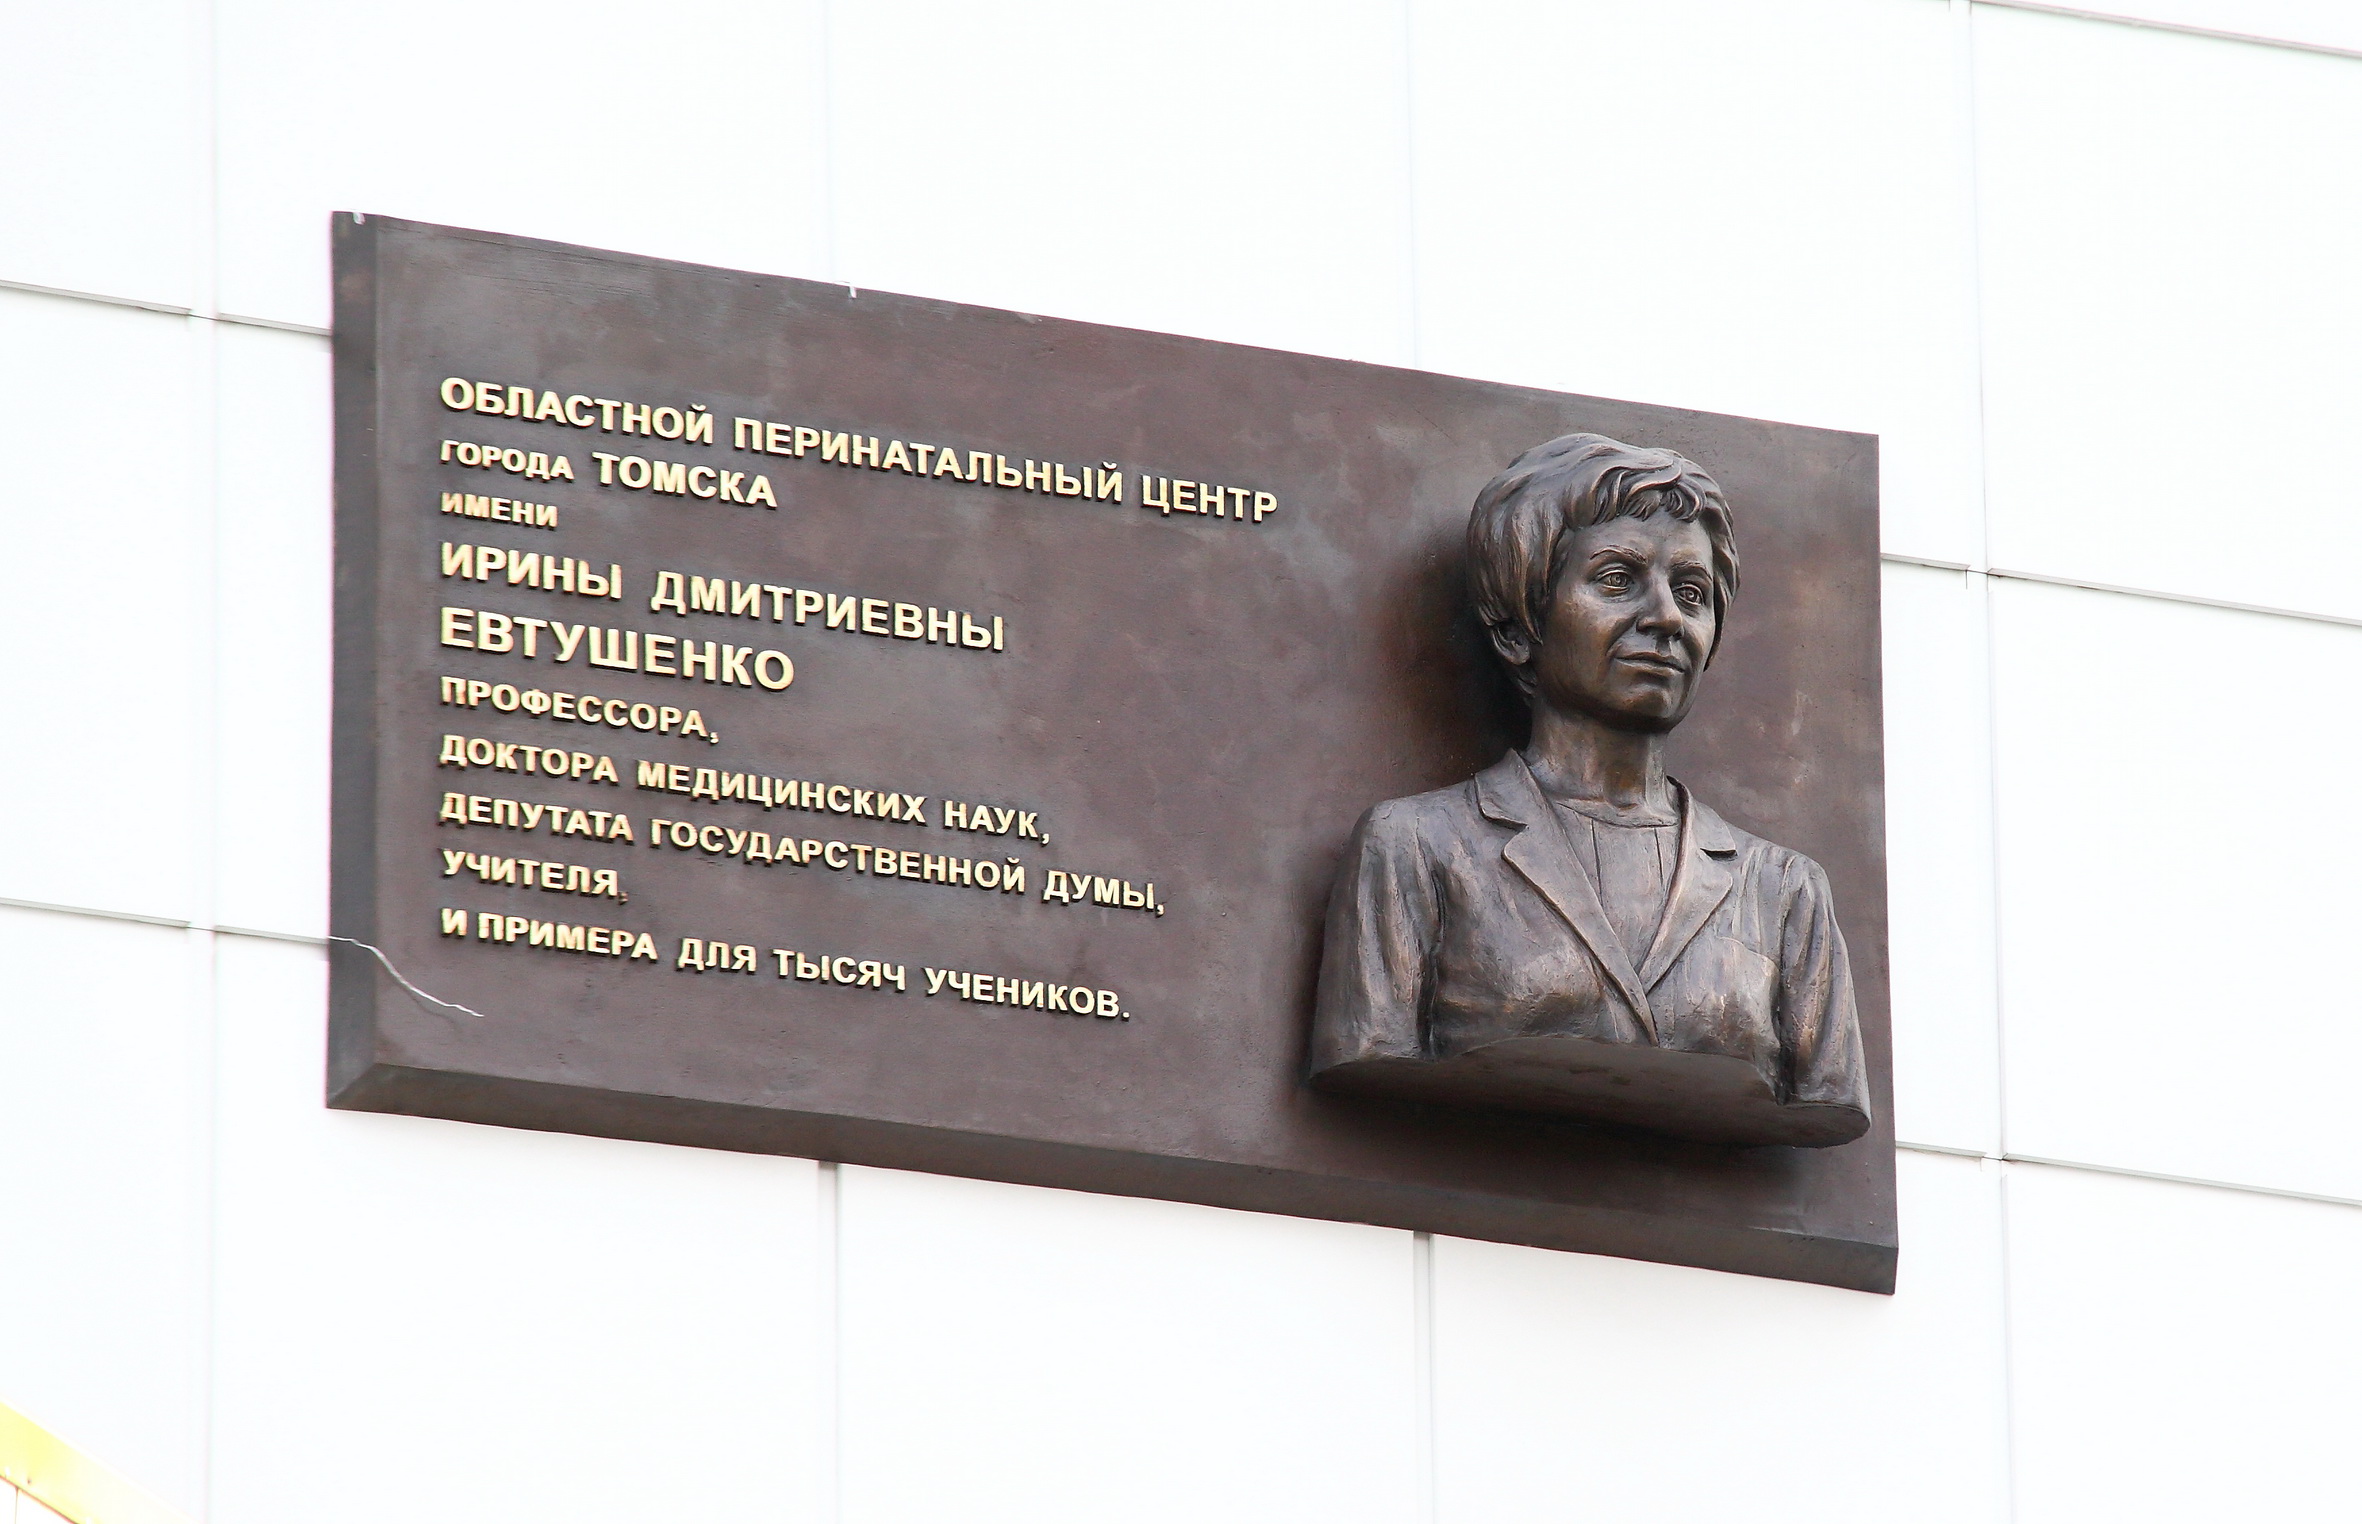 ОБЛАСТНОЙ ПЕРИНАТАЛЬНЫЙ ЦЕНТР
ГОРОДА ТОМСКА
ИМЕНИ
ИРИНЫ ДМИТРИЕВНЫ
ЕВТУШЕНКО
ПРОФЕССОРА,
ДОКТОРА МЕДИЦИНСКИХ НАУК,
ДЕПУТАТА ГОСУДАРСТВЕННОЙ ДУМЫ,
УЧИТЕЛЯ,
И ПРИМЕРА ДЛЯ ТЫСЯЧ УЧЕНИКОВ.